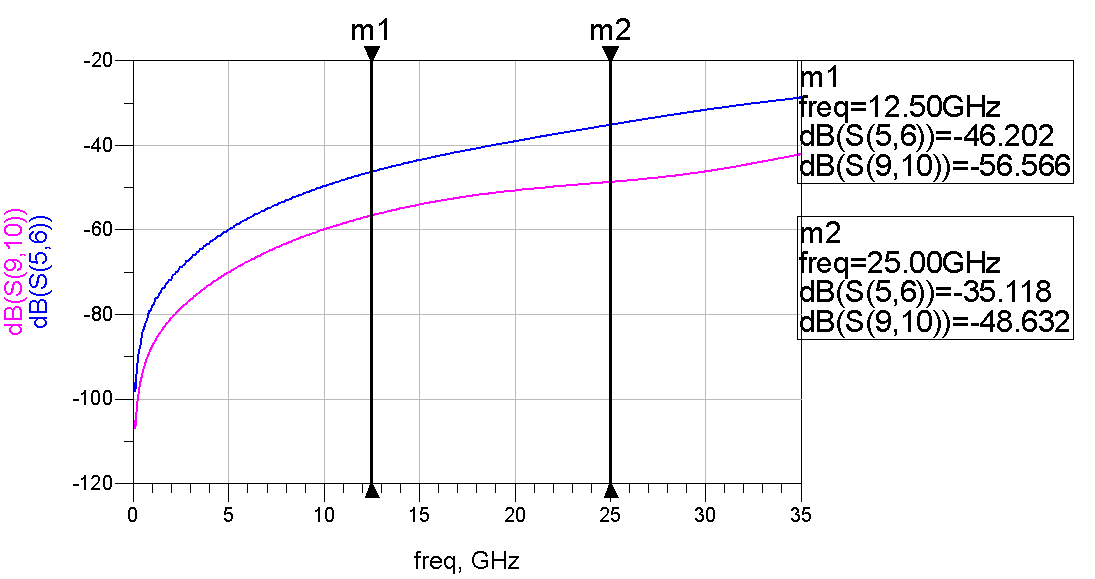 m1
m2
-20
-40
-60
-80
-100
-120
dB(S(9,10))
dB(S(5,6))
0
5
10
15
20
25
30
35
freq, GHz
m1
freq=12.50GHz
dB(S(5,6))=-46.202
dB(S(9,10))=-56.566
m2
freq=25.00GHz
dB(S(5,6))=-35.118
dB(S(9,10))=-48.632